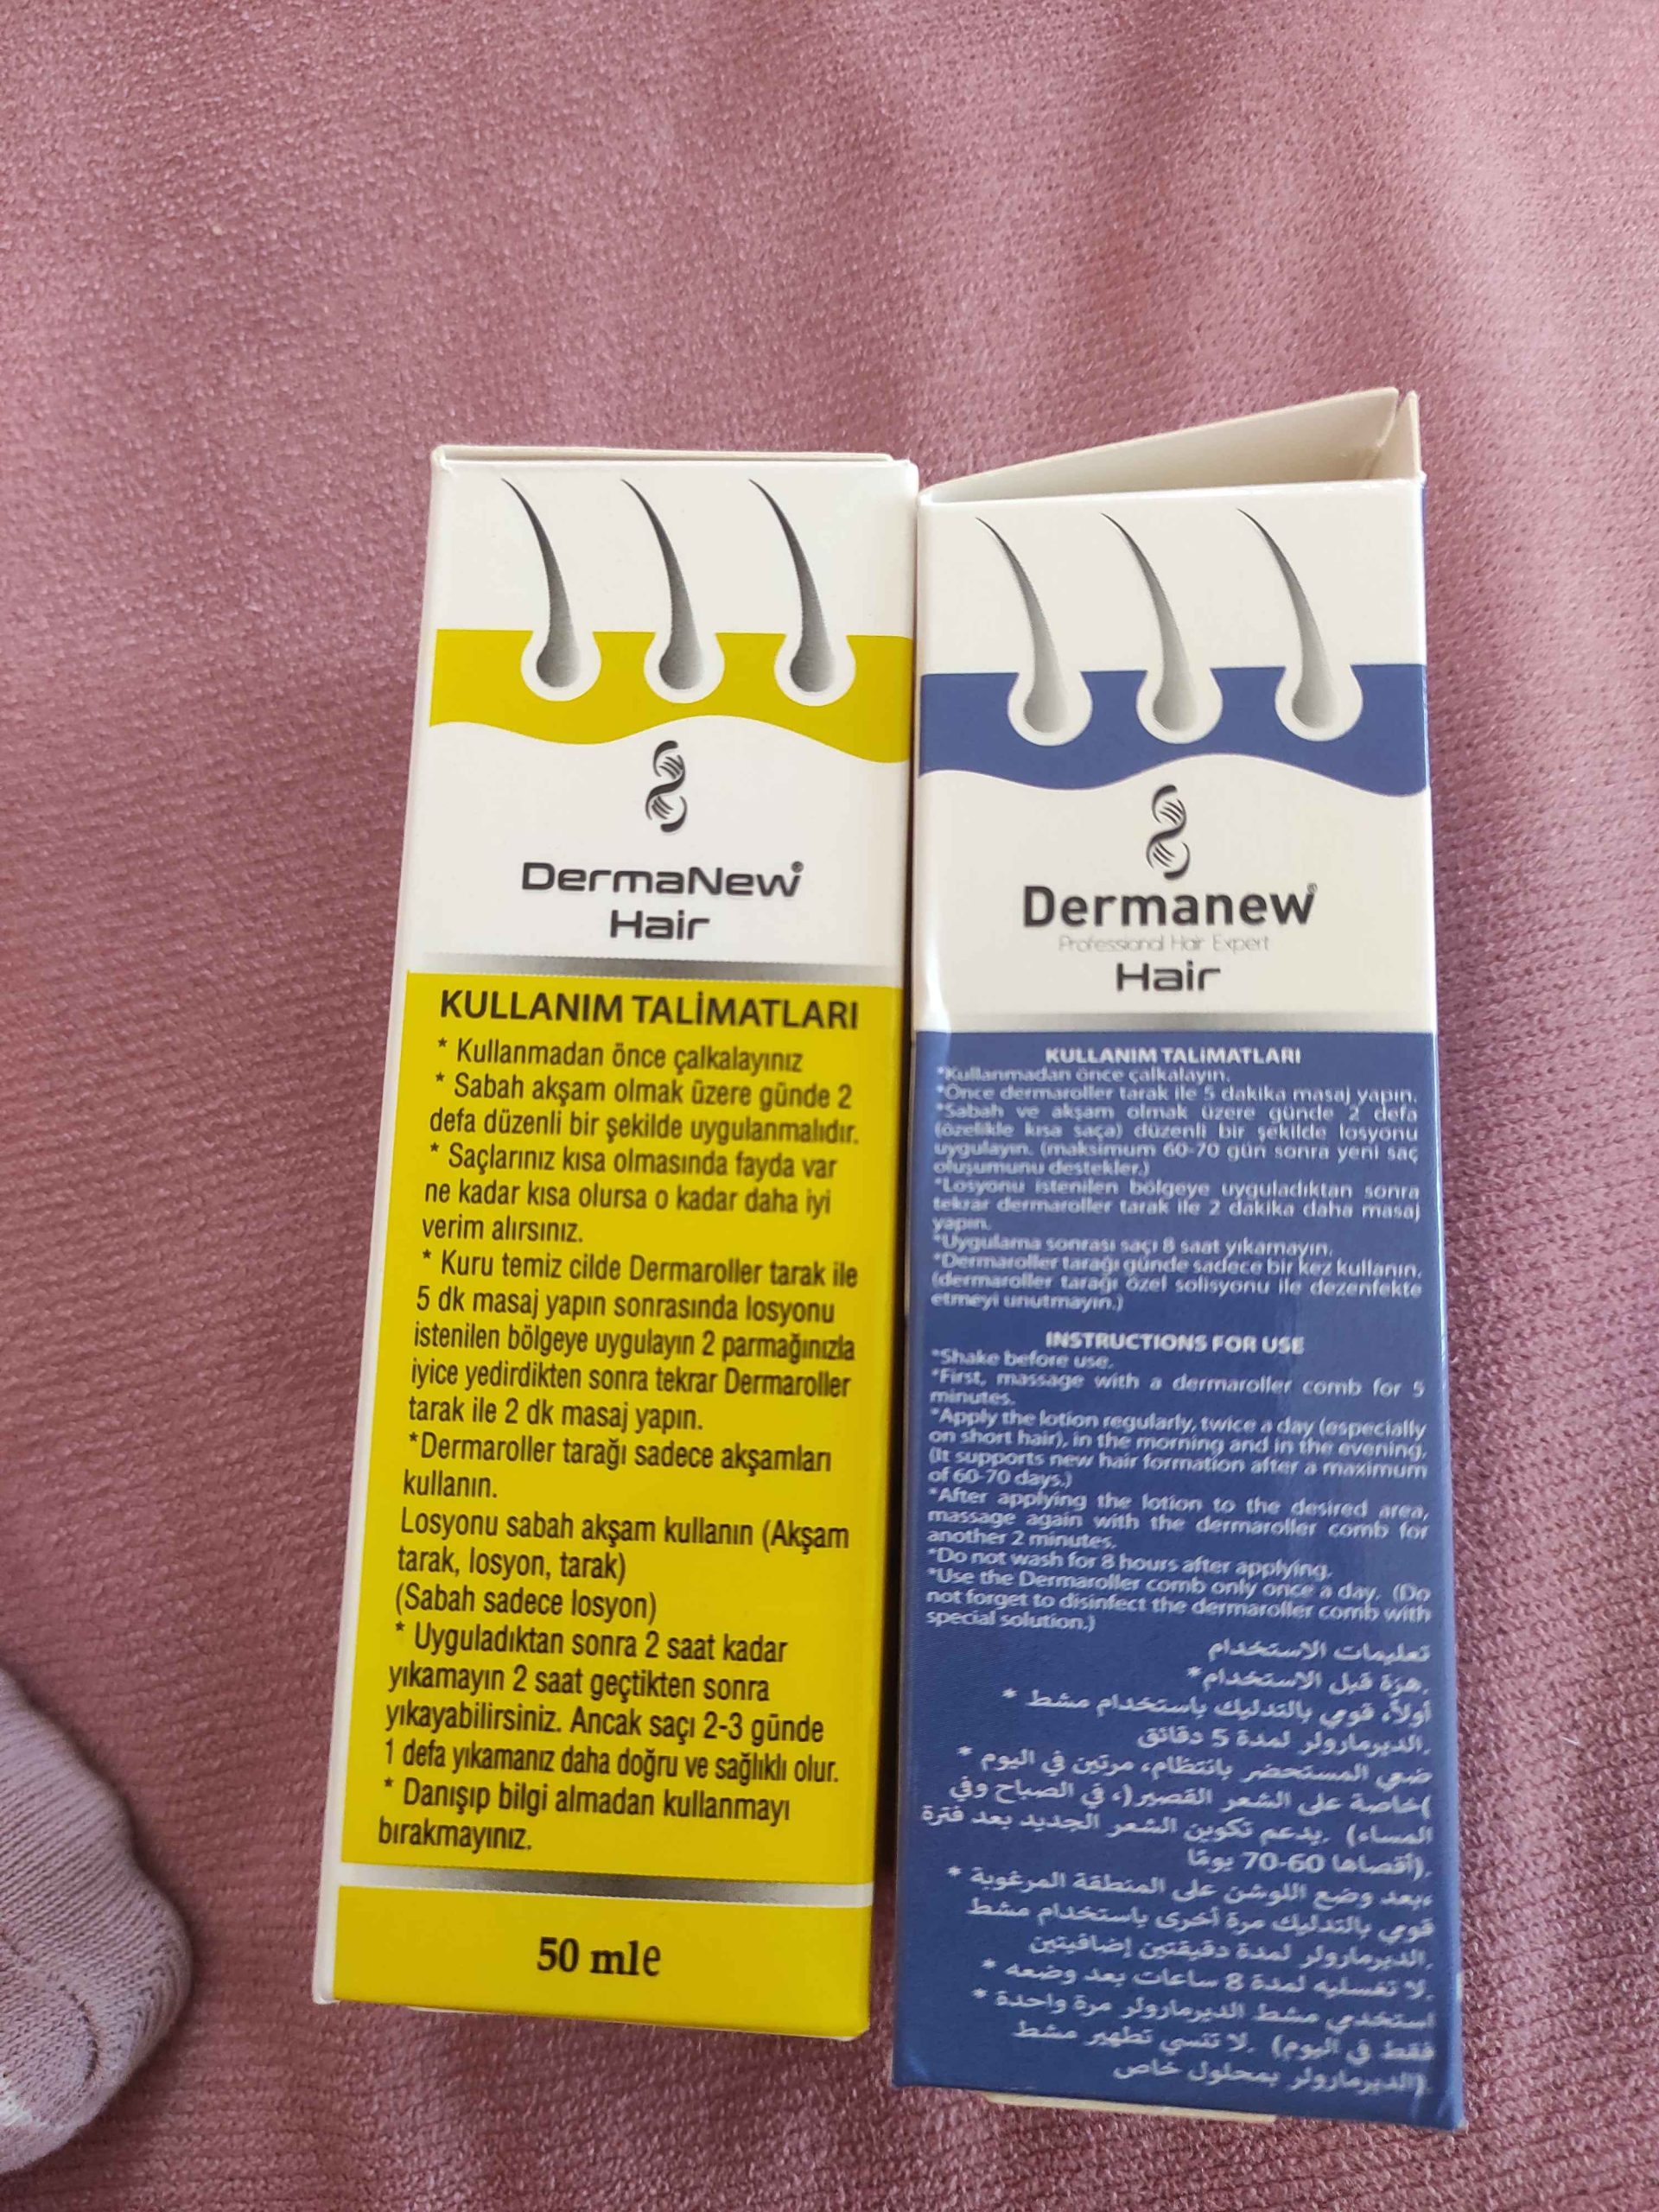 DermaNew®
Hair
KULLANIM TALİMATLARI
* Kullanmadan önce çalkalayınız
* Sabah akşam olmak üzere günde 2
defa düzenli bir şekilde uygulanmalıdır.
* Saçlarınız kısa olmasında fayda var
ne kadar kısa olursa o kadar daha iyi
verim alırsınız.
* Kuru temiz cilde Dermaroller tarak ile
5 dk masaj yapın sonrasında losyonu
istenilen bölgeye uygulayın 2 parmağınızla
iyice yedirdikten sonra tekrar Dermaroller
tarak ile 2 dk masaj yapın.
*Dermaroller tarağı sadece akşamları
kullanın.
Losyonu sabah akşam kullanın (Akşam
tarak, losyon, tarak)
(Sabah sadece losyon)
* Uyguladıktan sonra 2 saat kadar
yıkamayın 2 saat geçtikten sonra
yıkayabilirsiniz. Ancak saçı 2-3 günde
1 defa yıkamanız daha doğru ve sağlıklı olur.
* Danışıp bilgi almadan kullanmayı
bırakmayınız.
50 mle
Dermanew®
Professional Hair Expert
Hair
KULLANIM TALİMATLARI
*Kullanmadan önce çalkalayın.
*Önce dermaroller tarak ile 5 dakika masaj yapın.
*Sabah ve akşam olmak üzere günde 2 defa
(özellikle kısa saça) düzenli bir şekilde losyonu
uygulayın. (maksimum 60-70 gün sonra yeni saç
oluşumunu destekler.)
*Losyonu istenilen bölgeye uyguladıktan sonra
tekrar dermaroller tarak ile 2 dakika daha masaj
yapın.
*Uygulama sonrası saçı 8 saat yıkamayın.
*Dermaroller tarağı günde sadece bir kez kullanın.
(dermaroller tarağı özel solisyonu ile dezenfekte
etmeyi unutmayın.)
INSTRUCTIONS FOR USE
*Shake before use.
*First, massage with a dermaroller comb for 5
minutes.
*Apply the lotion regularly, twice a day (especially
on short hair), in the morning and in the evening.
(It supports new hair formation after a maximum
of 60-70 days.)
*After applying the lotion to the desired area,
massage again with the dermaroller comb for
another 2 minutes.
*Do not wash for 8 hours after applying.
*Use the Dermaroller comb only once a day. (Do
not forget to disinfect the dermaroller comb with
special solution.)
تعليمات الاستخدام
.هزة قبل الاستخدام*
أولاً، قومي بالتدليك باستخدام مشط *
.الديرمارولر لمدة 5 دقائق
ضعي المستحضر بانتظام، مرتين في اليوم *
)خاصة على الشعر القصير(، في الصباح وفي
المساء) .يدعم تكوين الشعر الجديد بعد فترة
.(أقصاها 60-70 يومًا
،بعد وضع اللوشن على المنطقة المرغوبة *
قومي بالتدليك مرة أخرى باستخدام مشط
.الديرمارولر لمدة دقيقتين إضافيتين
.لا تغسليه لمدة 8 ساعات بعد وضعه *
استخدمي مشط الديرمارولر مرة واحدة *
فقط في اليوم) .لا تنسي تطهير مشط
.(الديرمارولر بمحلول خاص